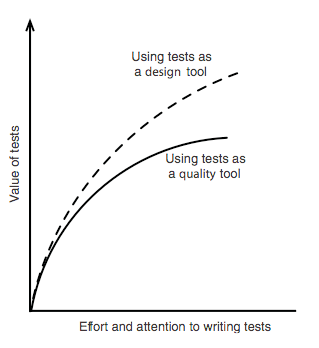 Using tests as
a design tool
Using tests as
a quality tool
Value of tests
Effort and attention to writing tests